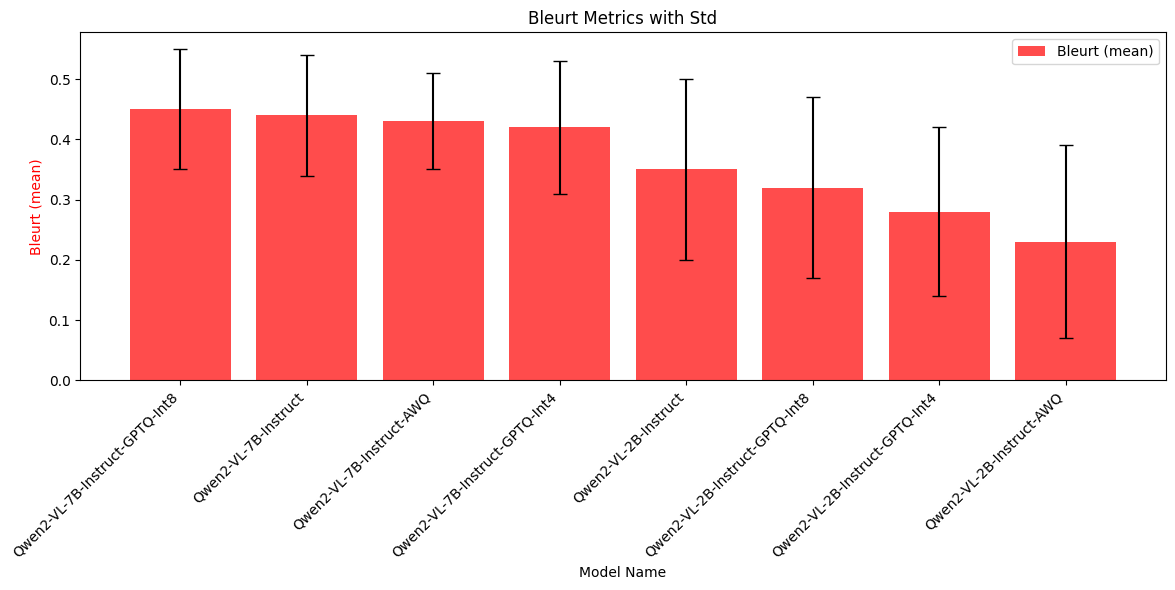 Bleurt Metrics with Std
Bleurt (mean)
Bleurt (mean)
0.5
0.4
0.3
0.2
0.1
0.0
Qwen2-VL-7B-Instruct-GPTQ-Int8
Qwen2-VL-7B-Instruct
Qwen2-VL-7B-Instruct-AWQ
Qwen2-VL-7B-Instruct-GPTQ-Int4
Qwen2-VL-2B-Instruct
Qwen2-VL-2B-Instruct-GPTQ-Int8
Qwen2-VL-2B-Instruct-GPTQ-Int4
Qwen2-VL-2B-Instruct-AWQ
Model Name